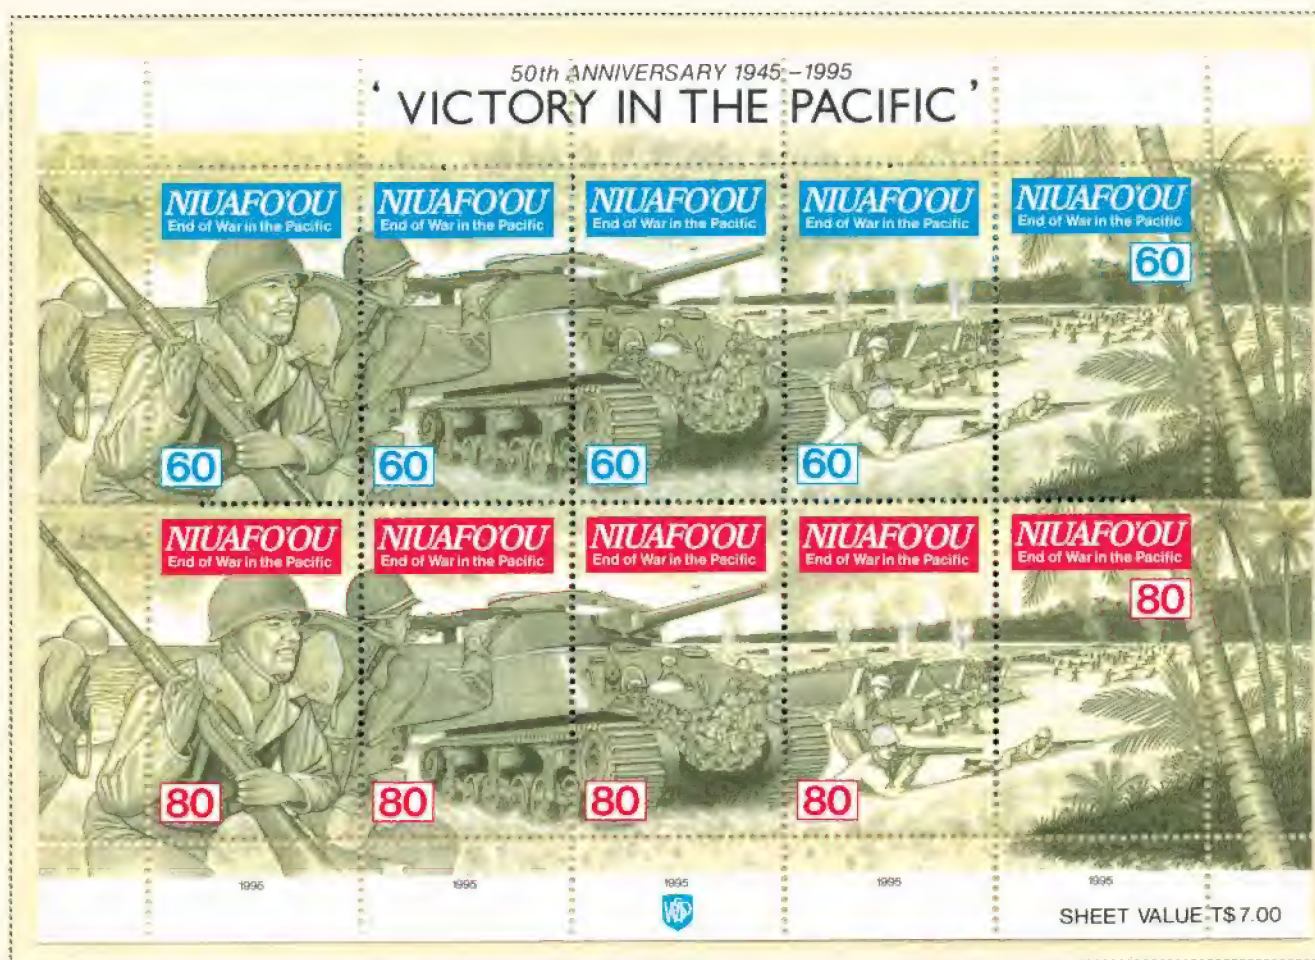 50th ANNIVERSARY 1945–1995
‘ VICTORY IN THE PACIFIC ’
NIUAFO'OU NIUAFO'OU NIUAFO'OU NIUAFO'OU NIUAFO'OU
End of War in the Pacific End of War in the Pacific End of War in the Pacific End of War in the Pacific End of War in the Pacific
60
60 60 60 60
NIUAFO'OU NIUAFO'OU NIUAFO'OU NIUAFO'OU NIUAFO'OU
End of War in the Pacific End of War in the Pacific End of War in the Pacific End of War in the Pacific End of War in the Pacific
80
80 80 80 80
1995 1995 1995 1995 1995
WSP
SHEET VALUE T$7.00